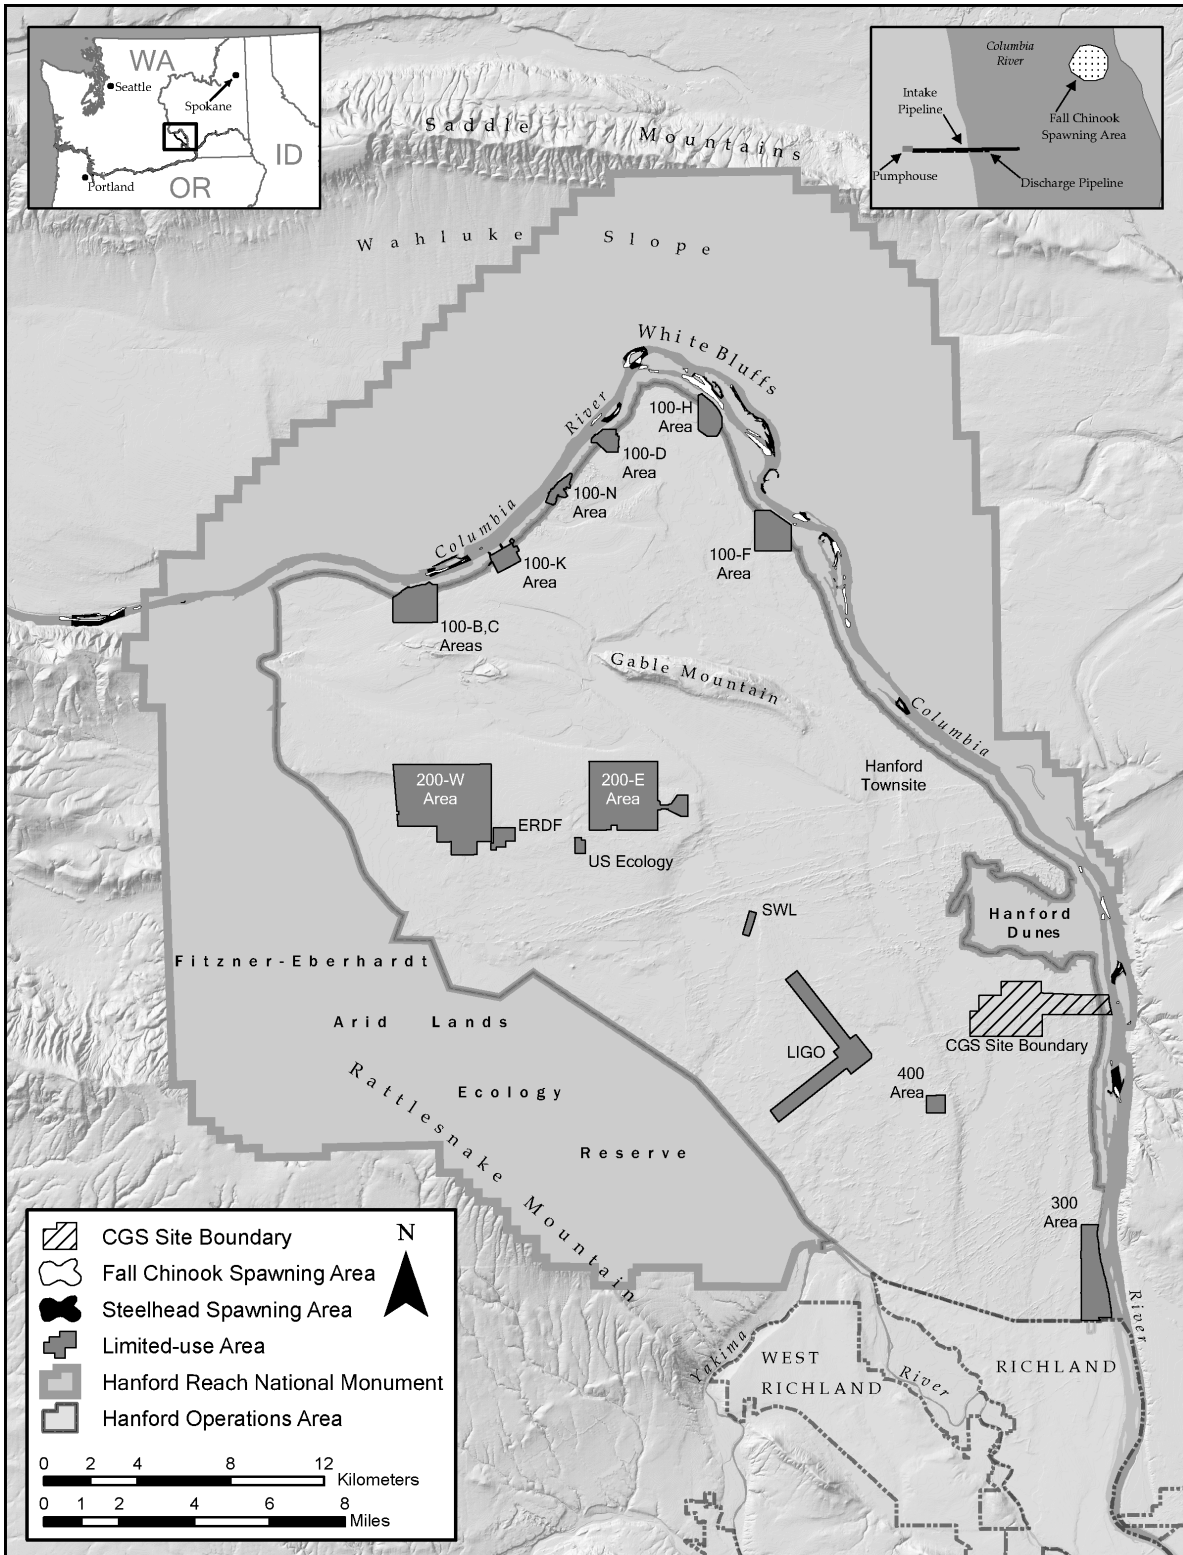 WA
Seattle
Spokane
ID
Portland
OR
Columbia
River
Intake
Pipeline
Fall Chinook
Spawning Area
Pumphouse
Discharge Pipeline
Saddle Mountains
Wahluke Slope
White Bluffs
River
100-H
Area
100-D
Area
100-N
Area
Columbia
100-K
Area
100-F
Area
100-B,C
Areas
Gable Mountain
Columbia
Hanford
Townsite
200-W
Area
200-E
Area
ERDF
US Ecology
SWL
Hanford
Dunes
Fitzner-Eberhardt
Arid Lands
Ecology
Reserve
LIGO
CGS Site Boundary
400
Area
Rattlesnake Mountain
300
Area
River
Yakima
River
WEST
RICHLAND
RICHLAND
N
CGS Site Boundary
Fall Chinook Spawning Area
Steelhead Spawning Area
Limited-use Area
Hanford Reach National Monument
Hanford Operations Area
0 2 4 8 12
Kilometers
0 1 2 4 6 8
Miles